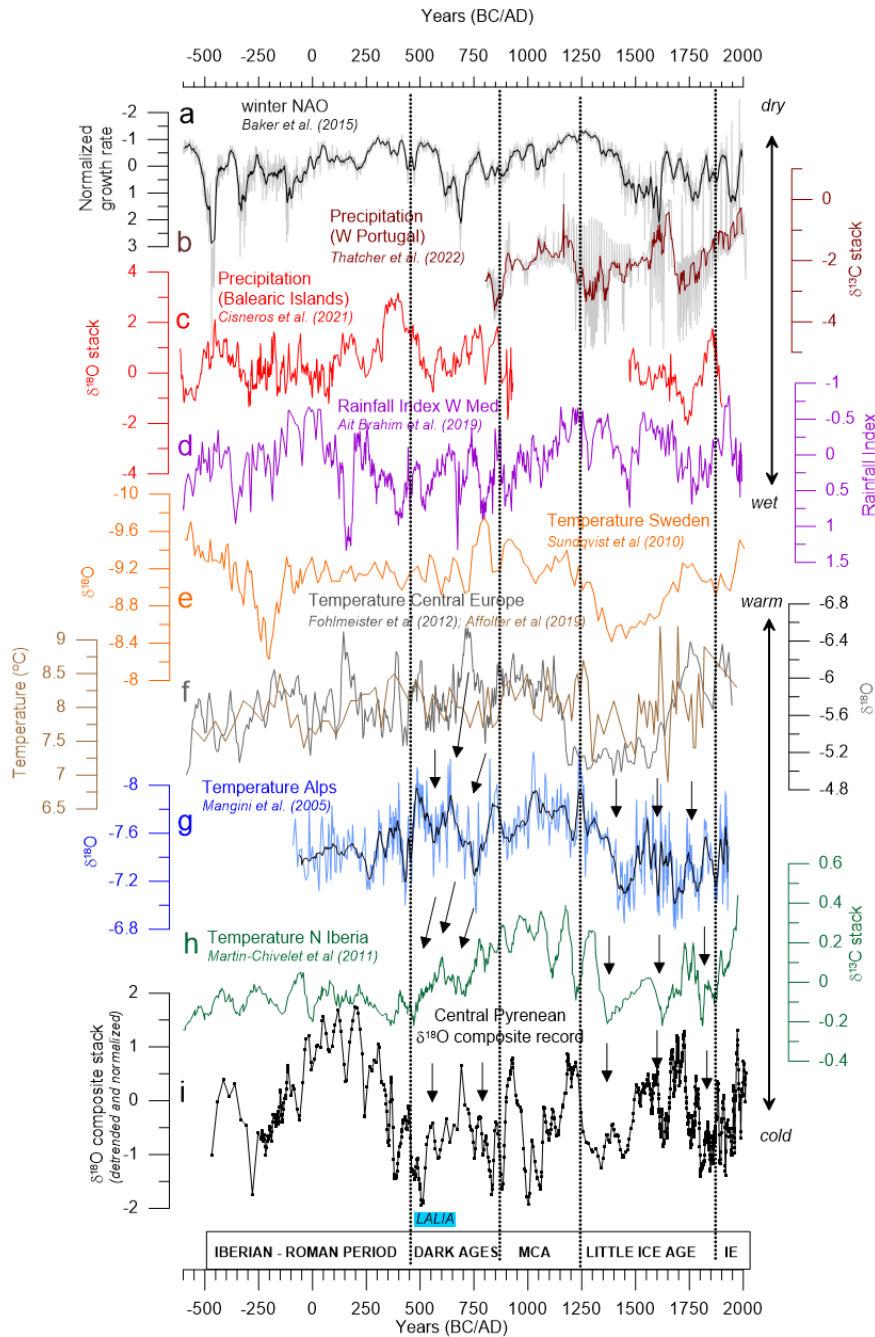 Years (BC/AD)
-500 -250 0 250 500 750 1000 1250 1500 1750 2000
a
winter NAO
Baker et al. (2015)
dry
Normalized
growth rate
-2
-1
0
1
2
3
b
Precipitation
(W Portugal)
Thatcher et al. (2022)
0
-2
-4
δ13C stack
c
Precipitation
(Balearic Islands)
Cisneros et al. (2021)
4
2
0
-2
-4
δ18O stack
d
Rainfall Index W Med
Ait Brahim et al. (2019)
-1
-0.5
0
0.5
1
1.5
Rainfall Index
wet
-10
-9.6
-9.2
-8.8
-8.4
-8
δ18O
e
Temperature Sweden
Sundqvist et al (2010)
warm
Temperature Central Europe
Fohlmeister et al (2012); Affolter et al (2019)
f
9
8.5
8
7.5
7
6.5
Temperature (ºC)
-6.8
-6.4
-6
-5.6
-5.2
-4.8
δ18O
g
Temperature Alps
Mangini et al. (2005)
-8
-7.6
-7.2
-6.8
δ18O
h
Temperature N Iberia
Martin-Chivelet et al (2011)
0.6
0.4
0.2
0
-0.2
-0.4
δ13C stack
i
Central Pyrenean
δ18O composite record
2
1
0
-1
-2
δ18O composite stack
(detrended and normalized)
cold
LALIA
IBERIAN - ROMAN PERIOD DARK AGES MCA LITTLE ICE AGE IE
-500 -250 0 250 500 750 1000 1250 1500 1750 2000
Years (BC/AD)